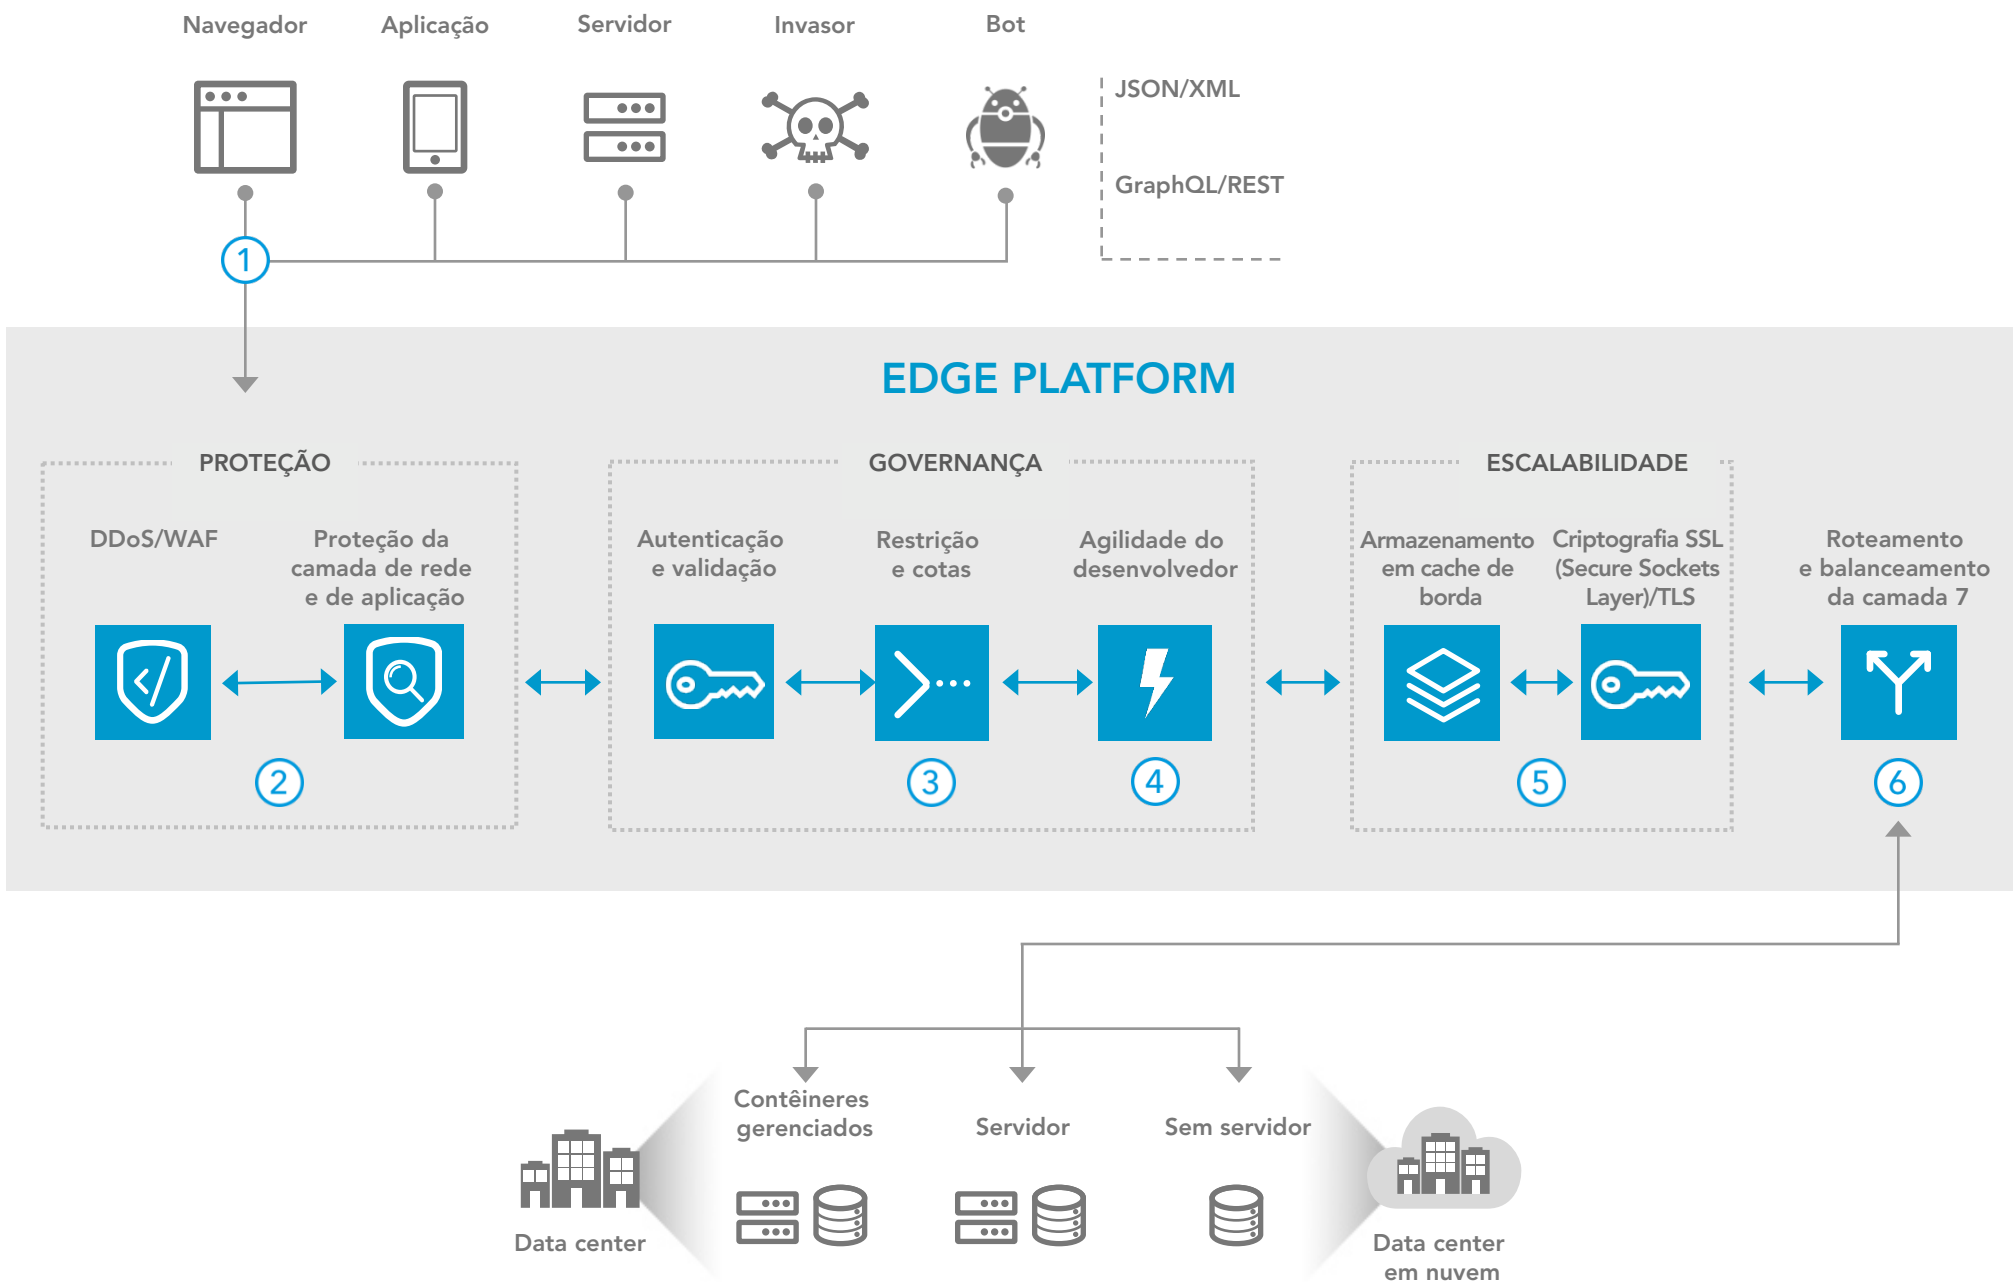 Navegador
Aplicação
Servidor
Invasor
Bot
JSON/XML
GraphQL/REST
1
EDGE PLATFORM
PROTEÇÃO
DDoS/WAF
Proteção da
camada de rede
e de aplicação
2
GOVERNANÇA
Autenticação
e validação
Restrição
e cotas
3
Agilidade do
desenvolvedor
4
ESCALABILIDADE
Armazenamento
em cache de
borda
Criptografia SSL
(Secure Sockets
Layer)/TLS
5
Roteamento
e balanceamento
da camada 7
6
Contêineres
gerenciados
Servidor
Sem servidor
Data center
Data center
em nuvem